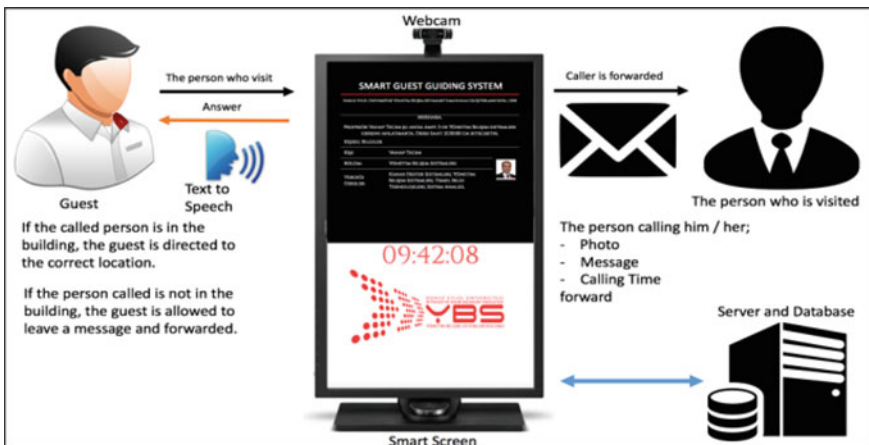 Webcam
The person who visit
Answer
Text to
Speech
Guest
If the called person is in the
building, the guest is directed to
the correct location.
If the person called is not in the
building, the guest is allowed to
leave a message and forwarded.
SMART GUEST GUIDING SYSTEM
MERHABA,
09:42:08
YBS
Smart Screen
Caller is forwarded
The person who is visited
The person calling him / her;
- Photo
- Message
- Calling Time
forward
Server and Database